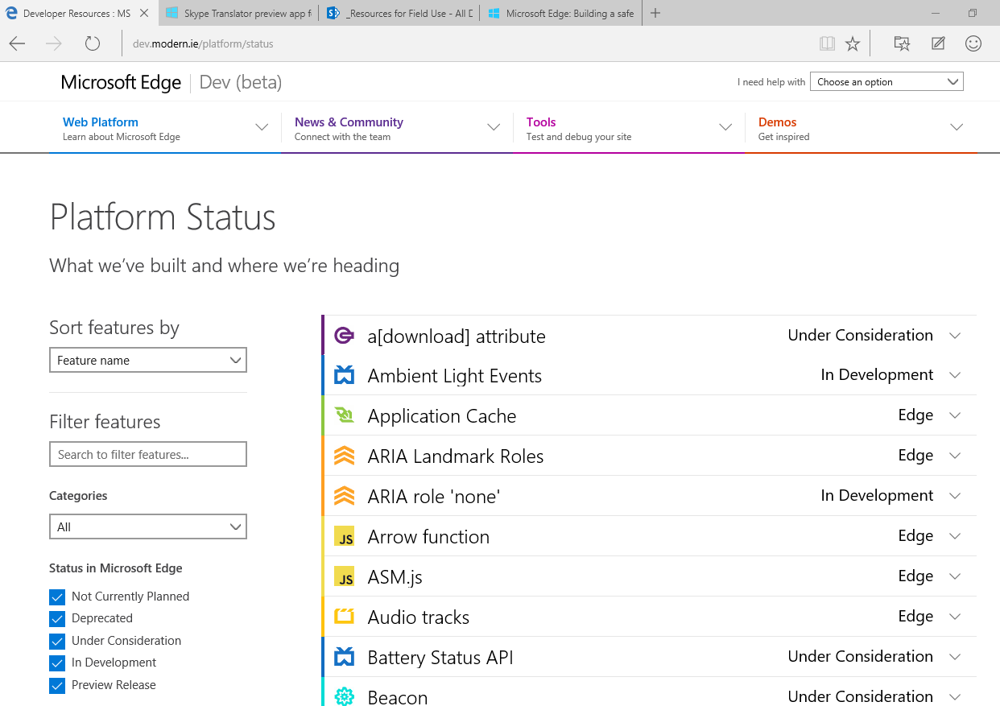 Developer Resources : MS
Skype Translator preview app f
_Resources for Field Use - All D
Microsoft Edge: Building a safe
dev.modern.ie/platform/status
Microsoft Edge | Dev (beta)
I need help with
Choose an option
Web Platform
Learn about Microsoft Edge
News & Community
Connect with the team
Tools
Test and debug your site
Demos
Get inspired
Platform Status
What we've built and where we're heading
Sort features by
Feature name
Filter features
Search to filter features...
Categories
All
Status in Microsoft Edge
Not Currently Planned
Deprecated
Under Consideration
In Development
Preview Release
a[download] attribute Under Consideration
Ambient Light Events In Development
Application Cache Edge
ARIA Landmark Roles Edge
ARIA role 'none' In Development
JS Arrow function Edge
JS ASM.js Edge
Audio tracks Edge
Battery Status API Under Consideration
Beacon Under Consideration